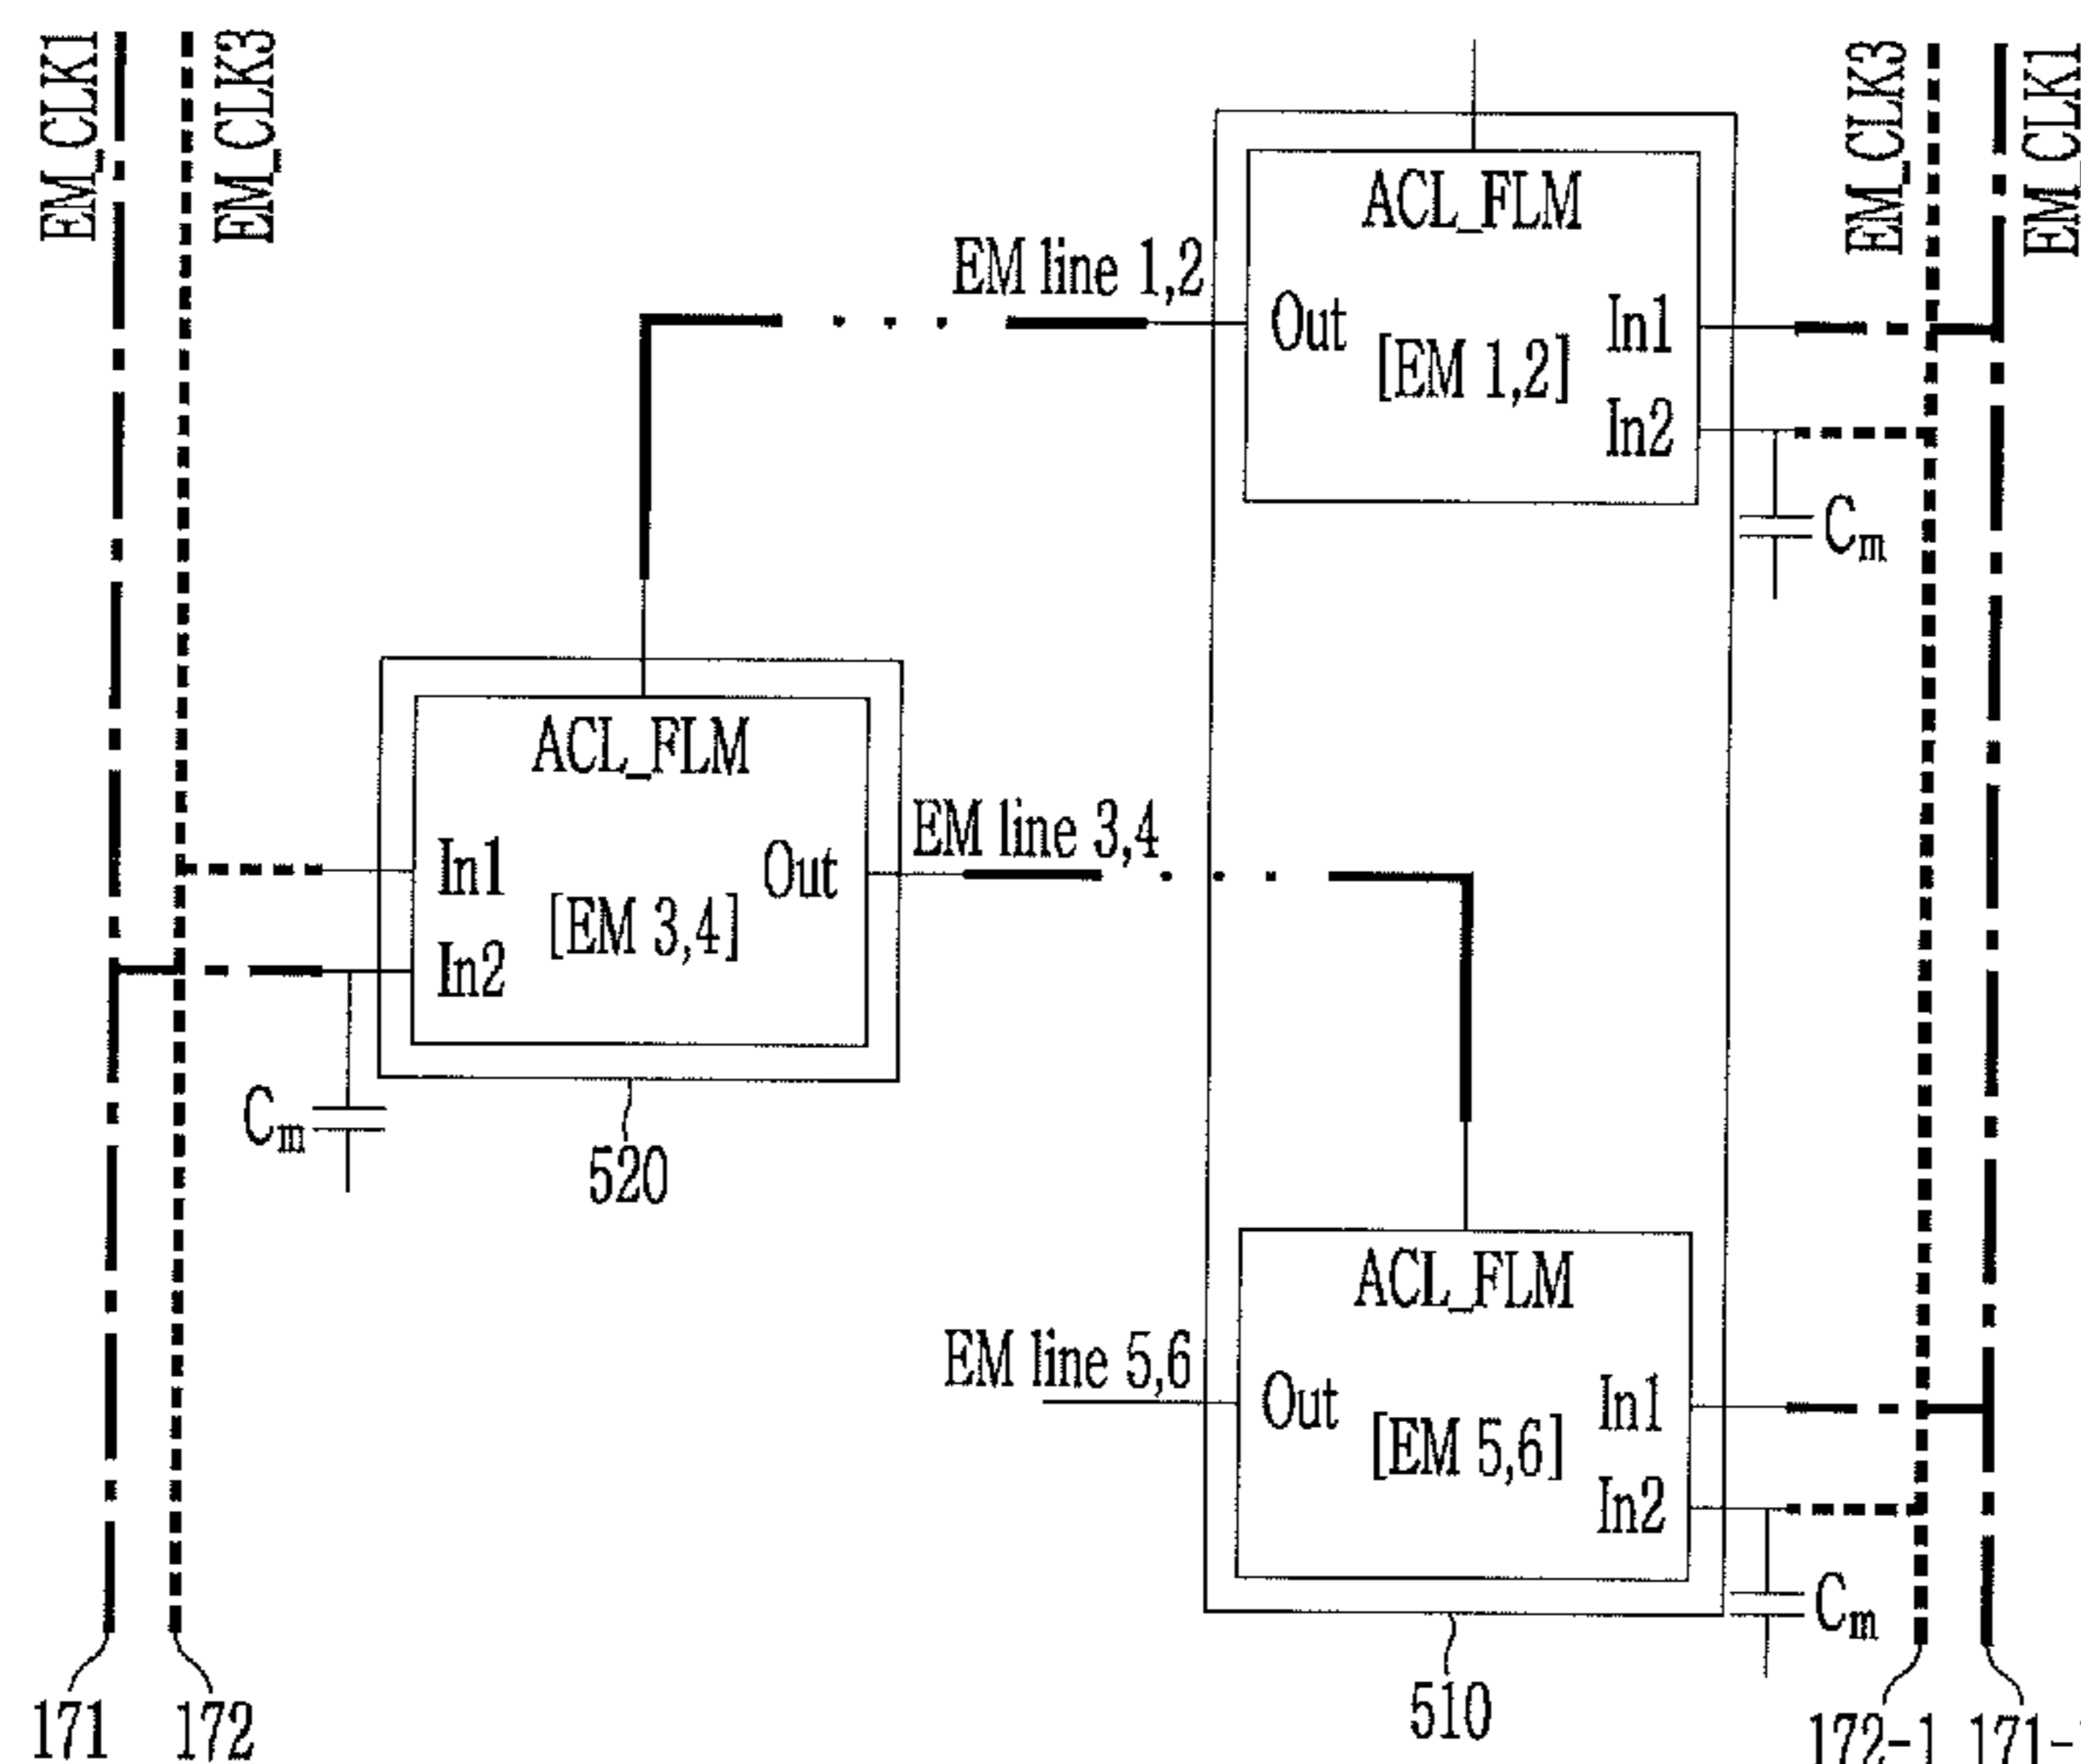 EM_CLK1
EM_CLK3
EM_CLK3
EM_CLK1
ACL_FLM
EM line 1,2
Out
[EM 1,2]
In1
In2
Cm
ACL_FLM
In1
[EM 3,4]
Out
In2
EM line 3,4
Cm
520
ACL_FLM
EM line 5,6
Out
[EM 5,6]
In1
In2
Cm
510
171
172
172-1
171-